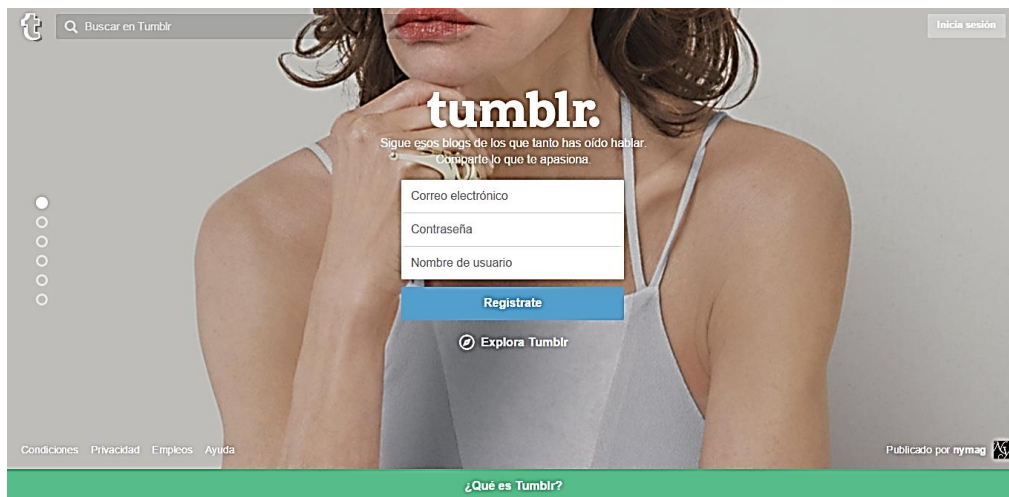 t
Buscar en Tumblr
Inicia sesión
tumblr.
Sigue esos blogs de los que tanto has oído hablar.
Comparte lo que te apasiona.
Correo electrónico
Contraseña
Nombre de usuario
Regístrate
Explora Tumblr
Condiciones Privacidad Empleos Ayuda
Publicado por nymag
¿Qué es Tumblr?